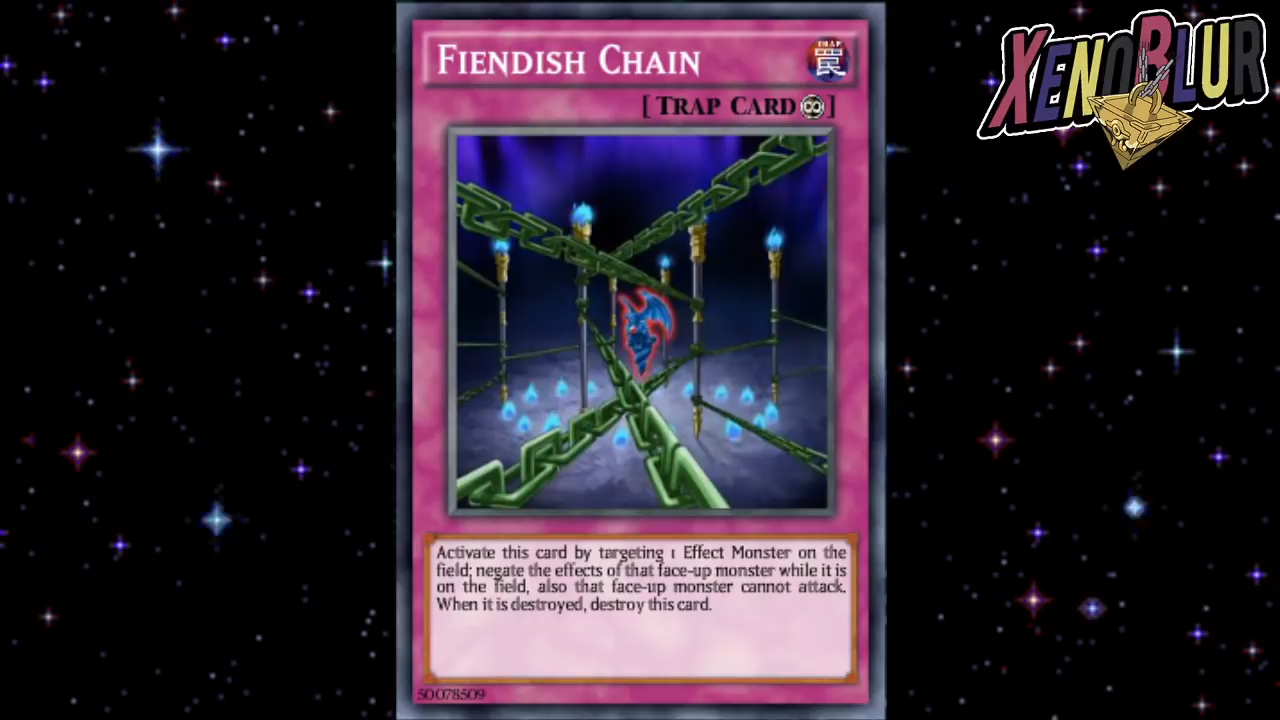 FIENDISH CHAIN
TRAP
罠
[ TRAP CARD ]
XENOBLUR
Activate this card by targeting 1 Effect Monster on the
field; negate the effects of that face-up monster while it is
on the field, also that face-up monster cannot attack.
When it is destroyed, destroy this card.
50078509